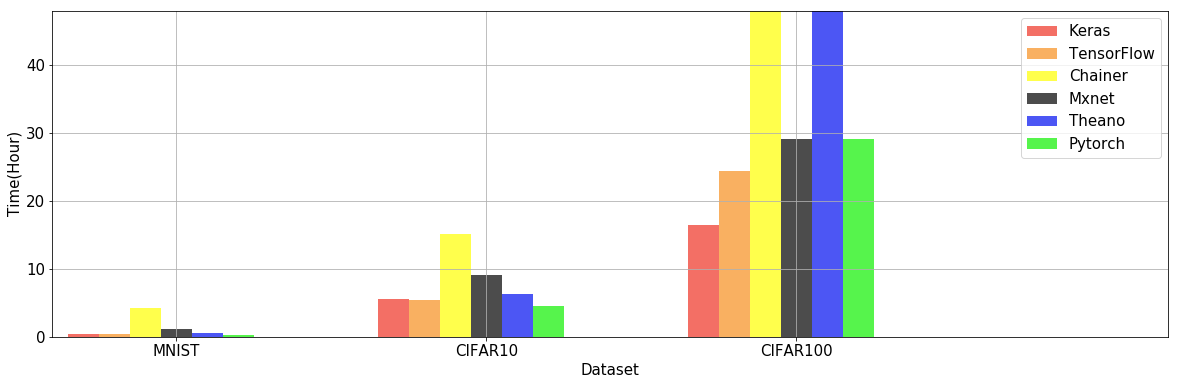 Time(Hour)
40
30
20
10
0
MNIST
CIFAR10
CIFAR100
Dataset
Keras
TensorFlow
Chainer
Mxnet
Theano
Pytorch